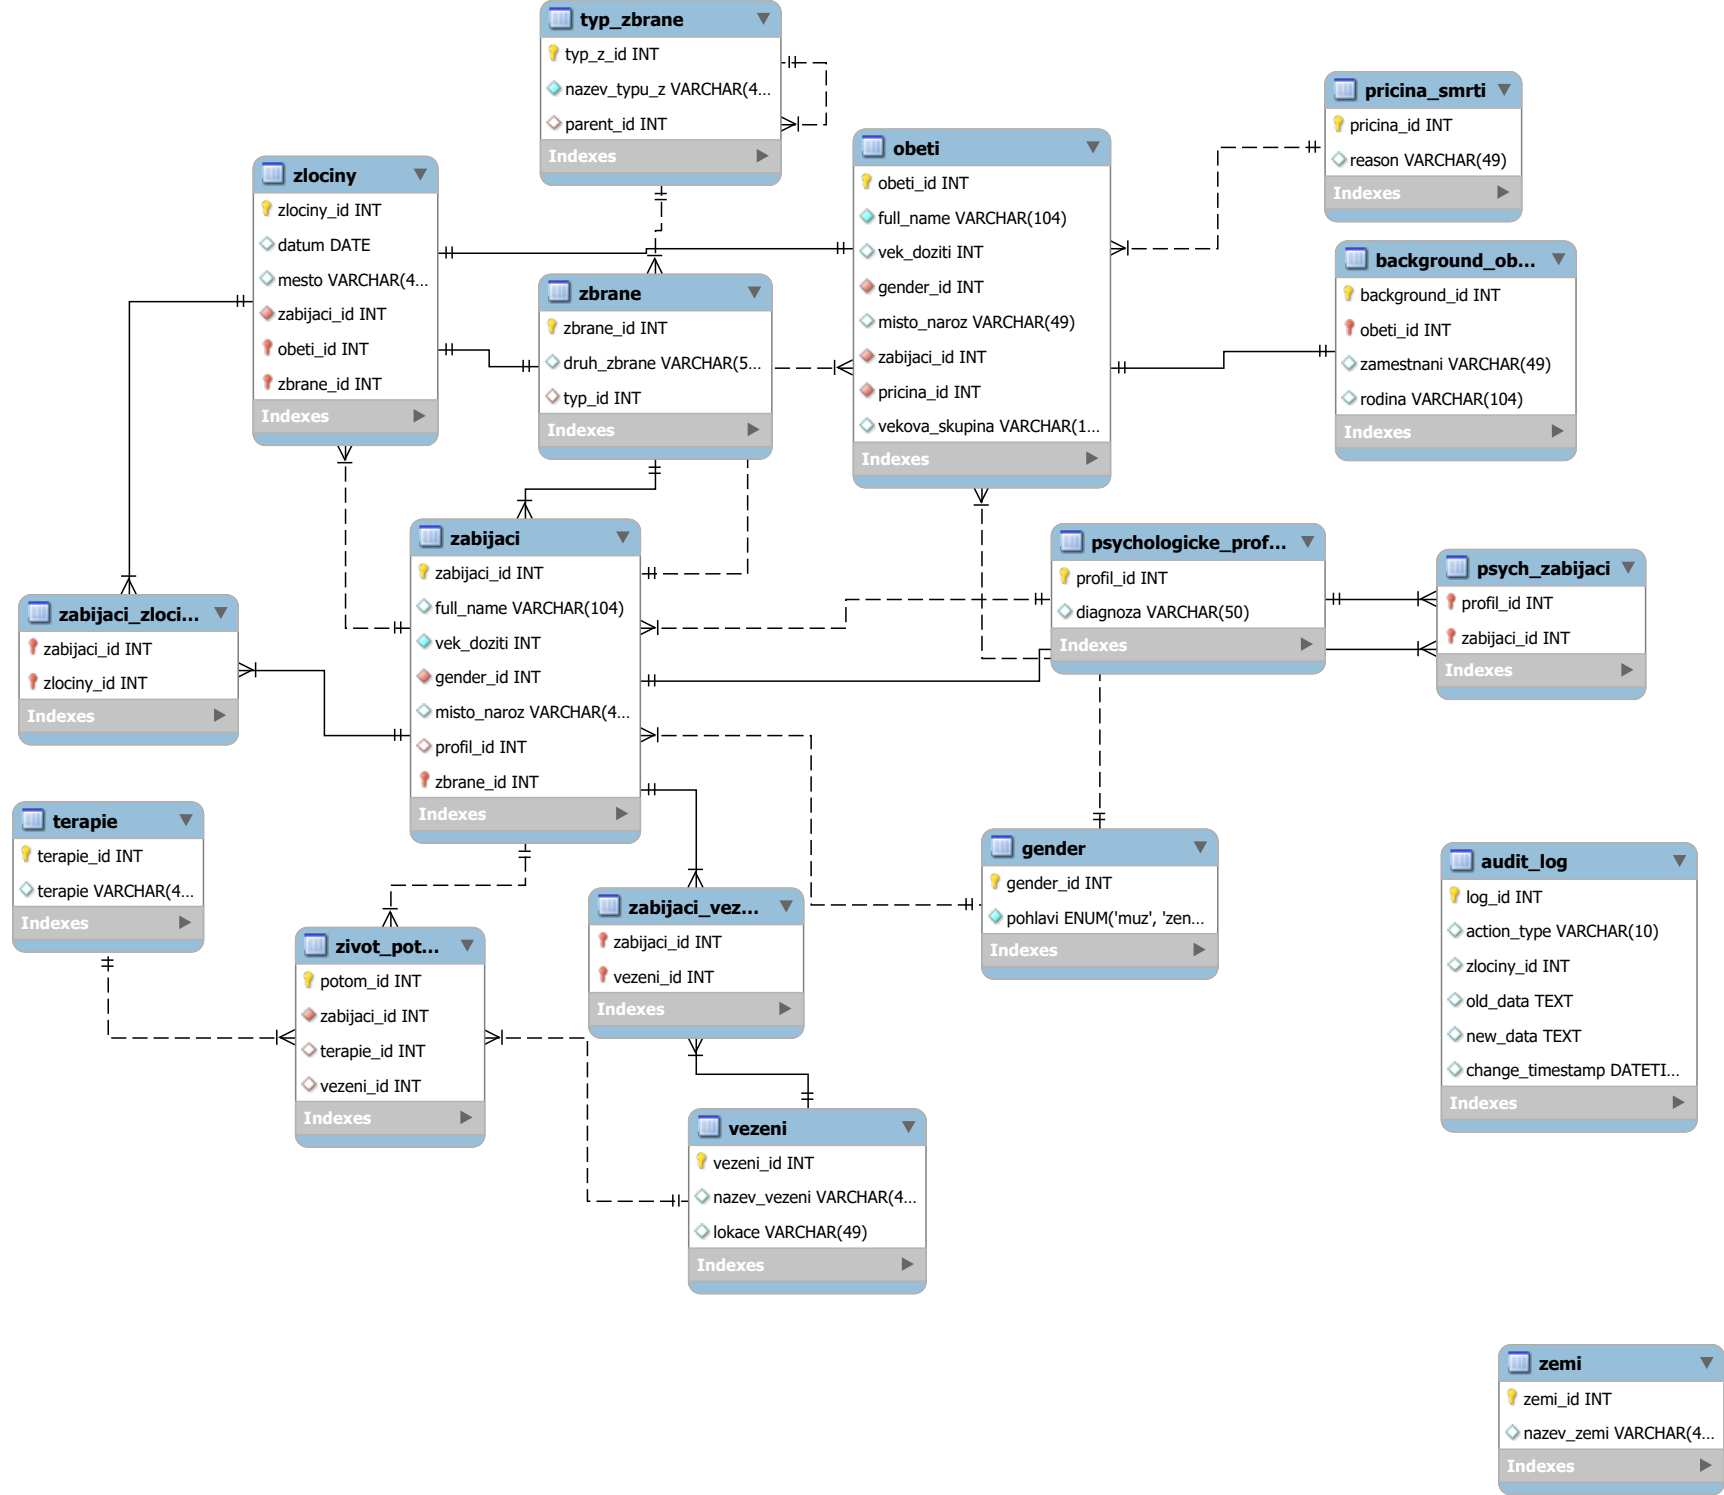 typ_zbrane
typ_z_id INT
nazev_typu_z VARCHAR(4...
parent_id INT
Indexes
pricina_smrti
pricina_id INT
reason VARCHAR(49)
Indexes
obeti
obeti_id INT
full_name VARCHAR(104)
vek_doziti INT
gender_id INT
misto_naroz VARCHAR(49)
zabijaci_id INT
pricina_id INT
vekova_skupina VARCHAR(1...
Indexes
zlociny
zlociny_id INT
datum DATE
mesto VARCHAR(4...
zabijaci_id INT
obeti_id INT
zbrane_id INT
Indexes
background_ob...
background_id INT
obeti_id INT
zamestnani VARCHAR(49)
rodina VARCHAR(104)
Indexes
zbrane
zbrane_id INT
druh_zbrane VARCHAR(5...
typ_id INT
Indexes
zabijaci
zabijaci_id INT
full_name VARCHAR(104)
vek_doziti INT
gender_id INT
misto_naroz VARCHAR(4...
profil_id INT
zbrane_id INT
Indexes
psychologicke_prof...
profil_id INT
diagnoza VARCHAR(50)
Indexes
psych_zabijaci
profil_id INT
zabijaci_id INT
Indexes
zabijaci_zloci...
zabijaci_id INT
zlociny_id INT
Indexes
terapie
terapie_id INT
terapie VARCHAR(4...
Indexes
gender
gender_id INT
pohlavi ENUM('muz', 'zen...
Indexes
audit_log
log_id INT
action_type VARCHAR(10)
zlociny_id INT
old_data TEXT
new_data TEXT
change_timestamp DATETI...
Indexes
zabijaci_vez...
zabijaci_id INT
vezeni_id INT
Indexes
zivot_pot...
potom_id INT
zabijaci_id INT
terapie_id INT
vezeni_id INT
Indexes
vezeni
vezeni_id INT
nazev_vezeni VARCHAR(4...
lokace VARCHAR(49)
Indexes
zemi
zemi_id INT
nazev_zemi VARCHAR(4...
Indexes